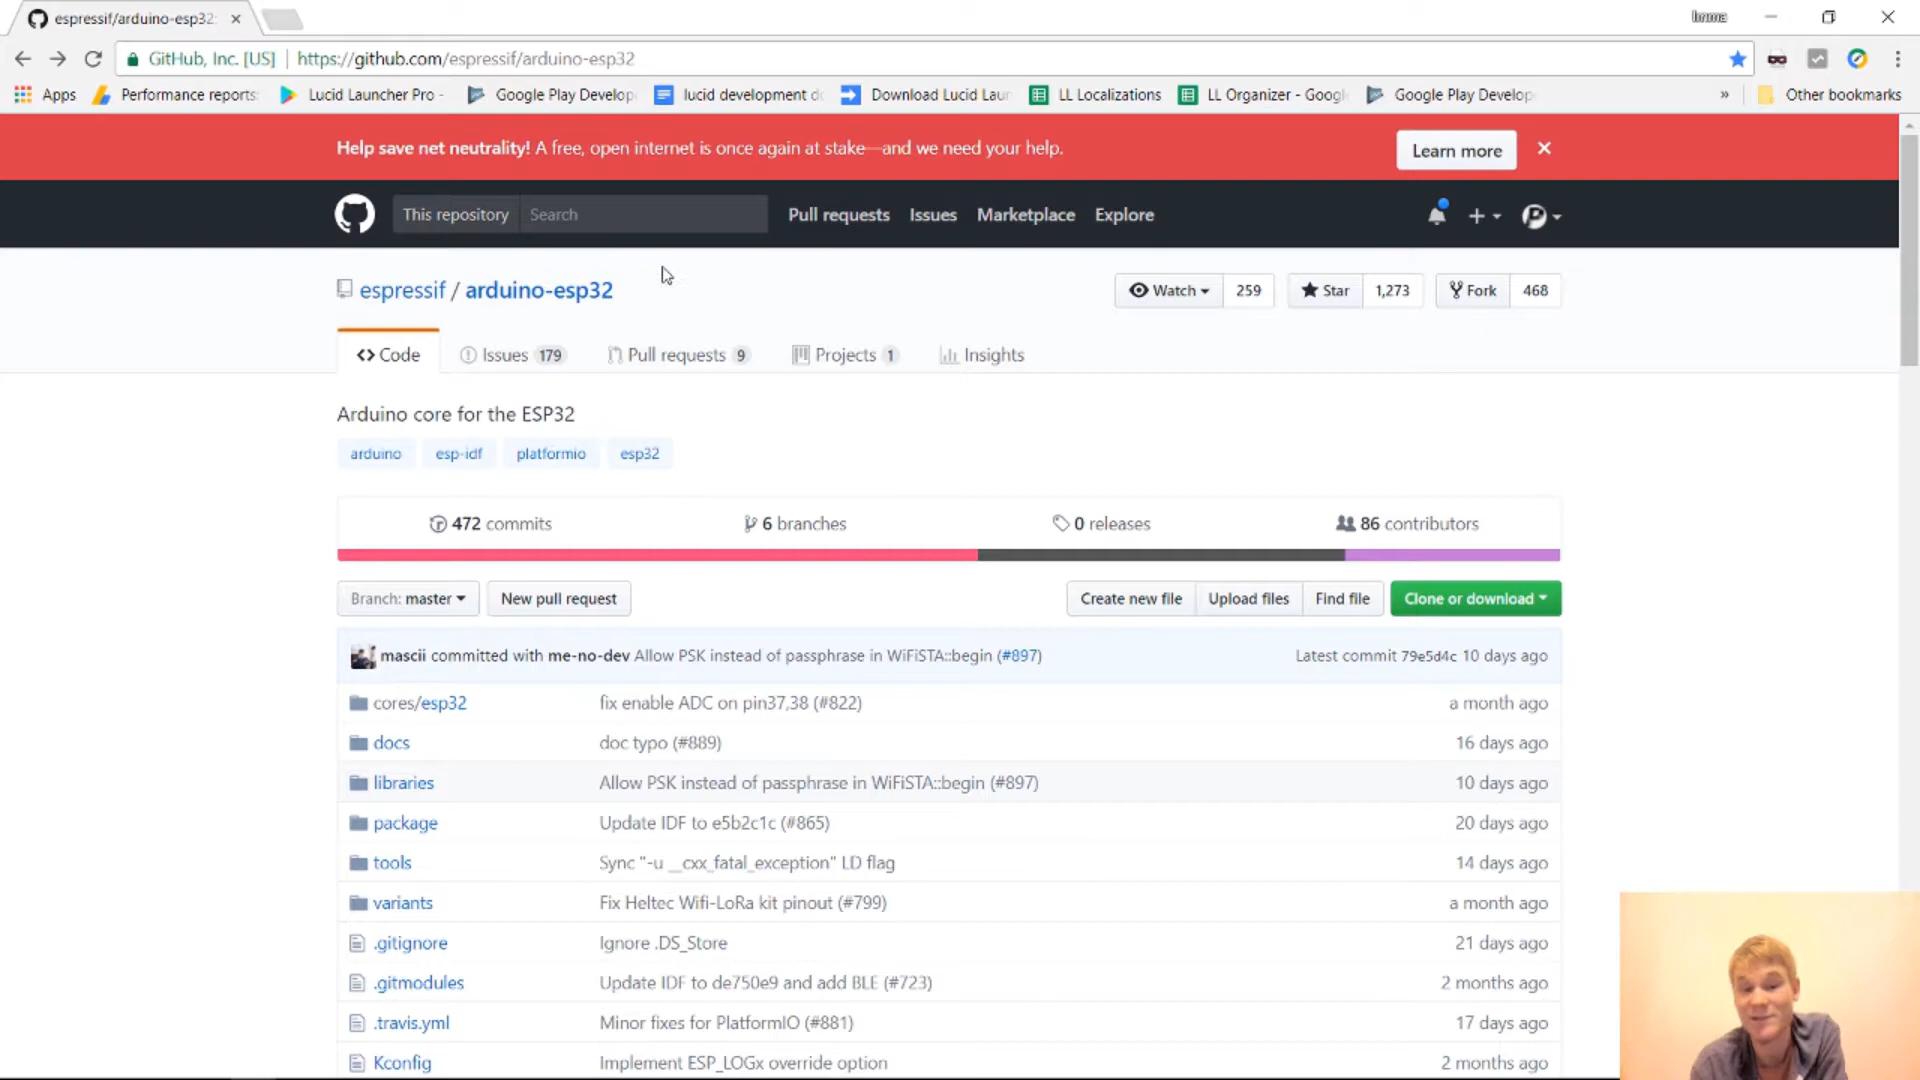 espressif/arduino-esp32:
GitHub, Inc. [US] https://github.com/espressif/arduino-esp32
Apps Performance reports Lucid Launcher Pro - Google Play Develop lucid development d Download Lucid Lau LL Localizations LL Organizer - Googl Google Play Develop » Other bookmarks
Help save net neutrality! A free, open internet is once again at stake—and we need your help. Learn more
This repository Search Pull requests Issues Marketplace Explore
espressif / arduino-esp32 Watch 259 Star 1,273 Fork 468
Code Issues 179 Pull requests 9 Projects 1 Insights
Arduino core for the ESP32
arduino esp-idf platformio esp32
472 commits 6 branches 0 releases 86 contributors
Branch: master New pull request Create new file Upload files Find file Clone or download
mascii committed with me-no-dev Allow PSK instead of passphrase in WiFiSTA::begin (#897) Latest commit 79e5d4c 10 days ago
cores/esp32 fix enable ADC on pin37,38 (#822) a month ago
docs doc typo (#889) 16 days ago
libraries Allow PSK instead of passphrase in WiFiSTA::begin (#897) 10 days ago
package Update IDF to e5b2c1c (#865) 20 days ago
tools Sync "-u __cxx_fatal_exception" LD flag 14 days ago
variants Fix Heltec Wifi-LoRa kit pinout (#799) a month ago
.gitignore Ignore .DS_Store 21 days ago
.gitmodules Update IDF to de750e9 and add BLE (#723) 2 months ago
.travis.yml Minor fixes for PlatformIO (#881) 17 days ago
Kconfig Implement ESP_LOGx override option 2 months ago